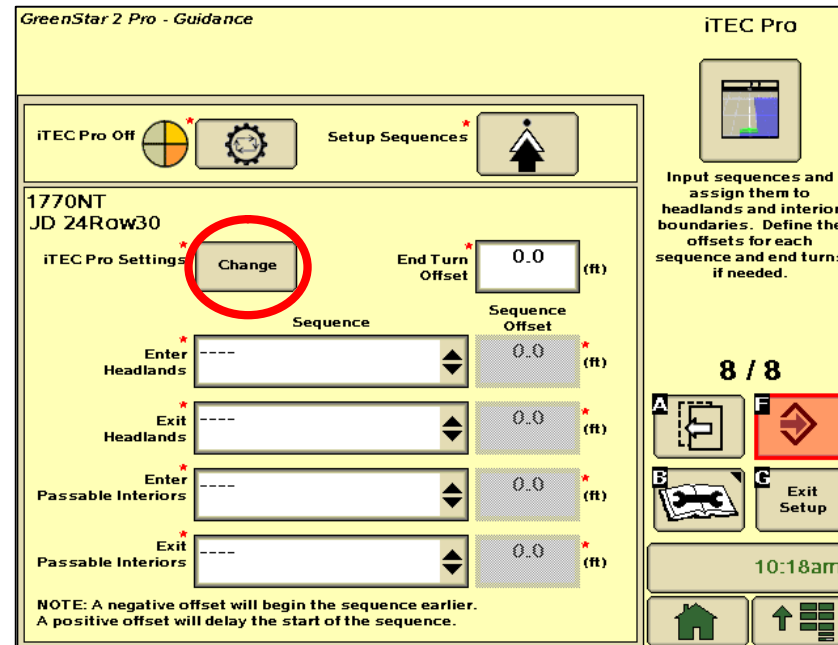 GreenStar 2 Pro - Guidance
iTEC Pro
iTEC Pro Off
*
Setup Sequences
*
Input sequences and
assign them to
headlands and interior
boundaries. Define the
offsets for each
sequence and end turns
if needed.
1770NT
JD 24Row30
iTEC Pro Settings
*
Change
End Turn
Offset
*
0.0
(ft)
Sequence
Sequence
Offset
Enter
Headlands
*
----
0.0
*
(ft)
Exit
Headlands
*
----
0.0
*
(ft)
Enter
Passable Interiors
*
----
0.0
*
(ft)
Exit
Passable Interiors
*
----
0.0
*
(ft)
NOTE: A negative offset will begin the sequence earlier.
A positive offset will delay the start of the sequence.
8 / 8
A
F
B
G
Exit
Setup
10:18am